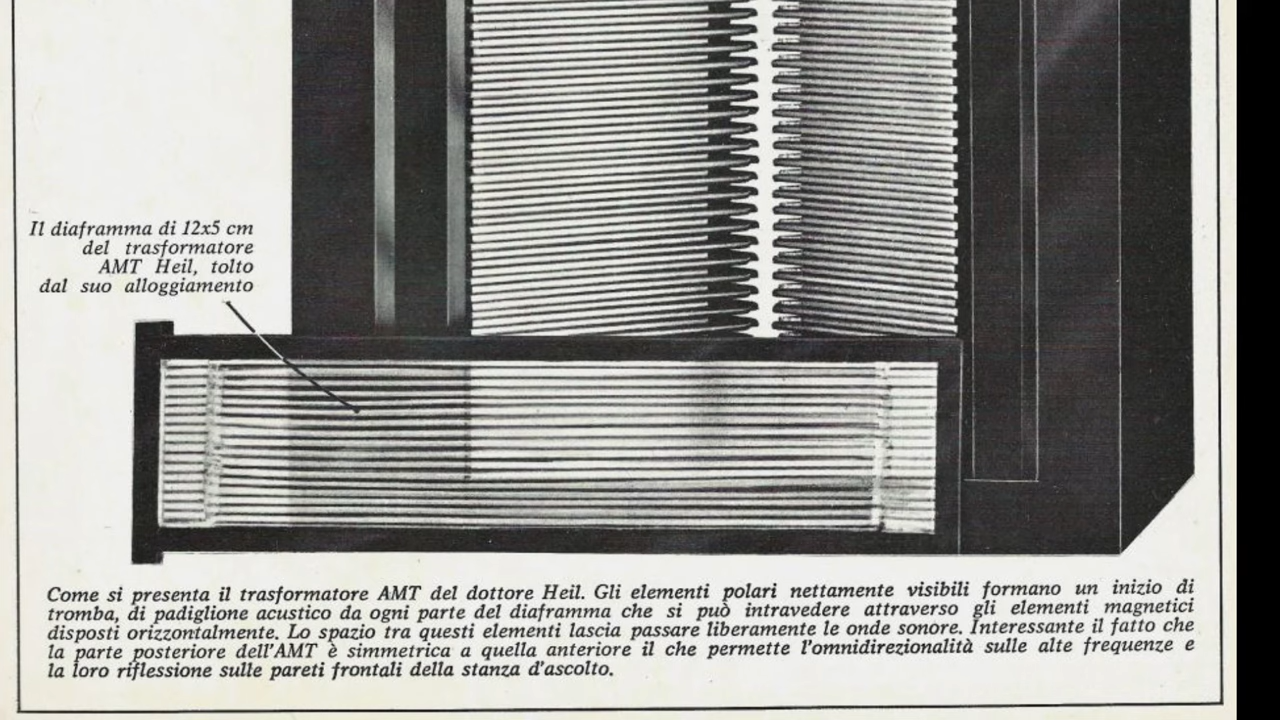 Il diaframma di 12x5 cm
del trasformatore
AMT Heil, tolto
dal suo alloggiamento
Come si presenta il trasformatore AMT del dottore Heil. Gli elementi polari nettamente visibili formano un inizio di
tromba, di padiglione acustico da ogni parte del diaframma che si può intravedere attraverso gli elementi magnetici
disposti orizzontalmente. Lo spazio tra questi elementi lascia passare liberamente le onde sonore. Interessante il fatto che
la parte posteriore dell'AMT è simmetrica a quella anteriore il che permette l'omnidirezionalità sulle alte frequenze e
la loro riflessione sulle pareti frontali della stanza d'ascolto.